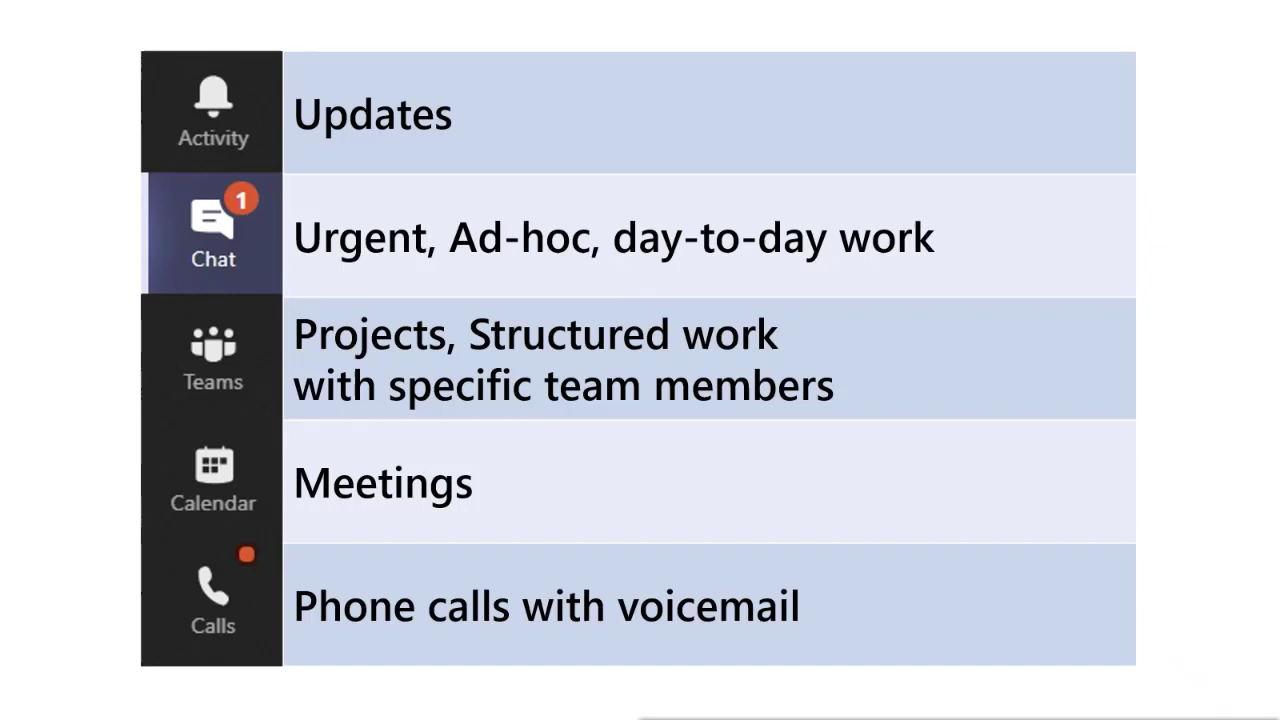 Activity
Updates
1
Chat
Urgent, Ad-hoc, day-to-day work
Teams
Projects, Structured work
with specific team members
Calendar
Meetings
Calls
Phone calls with voicemail